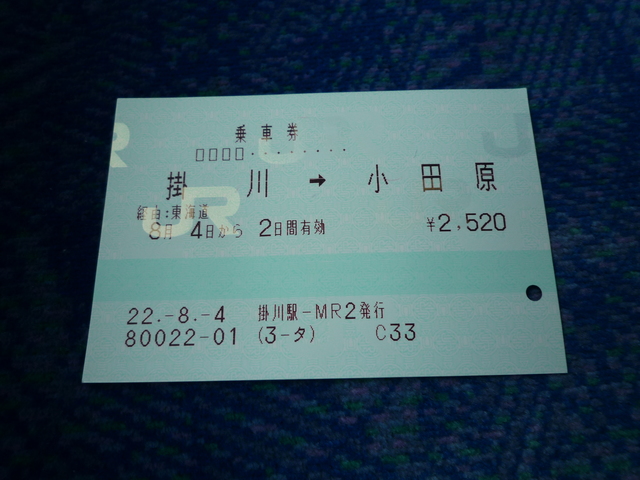 乗車券
□□□□・・・・・・・・
掛川 → 小田原
経由:東海道
8月 4日から 2日間有効 ¥2,520
22.-8.-4 掛川駅-MR2発行
80022-01 (3-タ) C33
JR